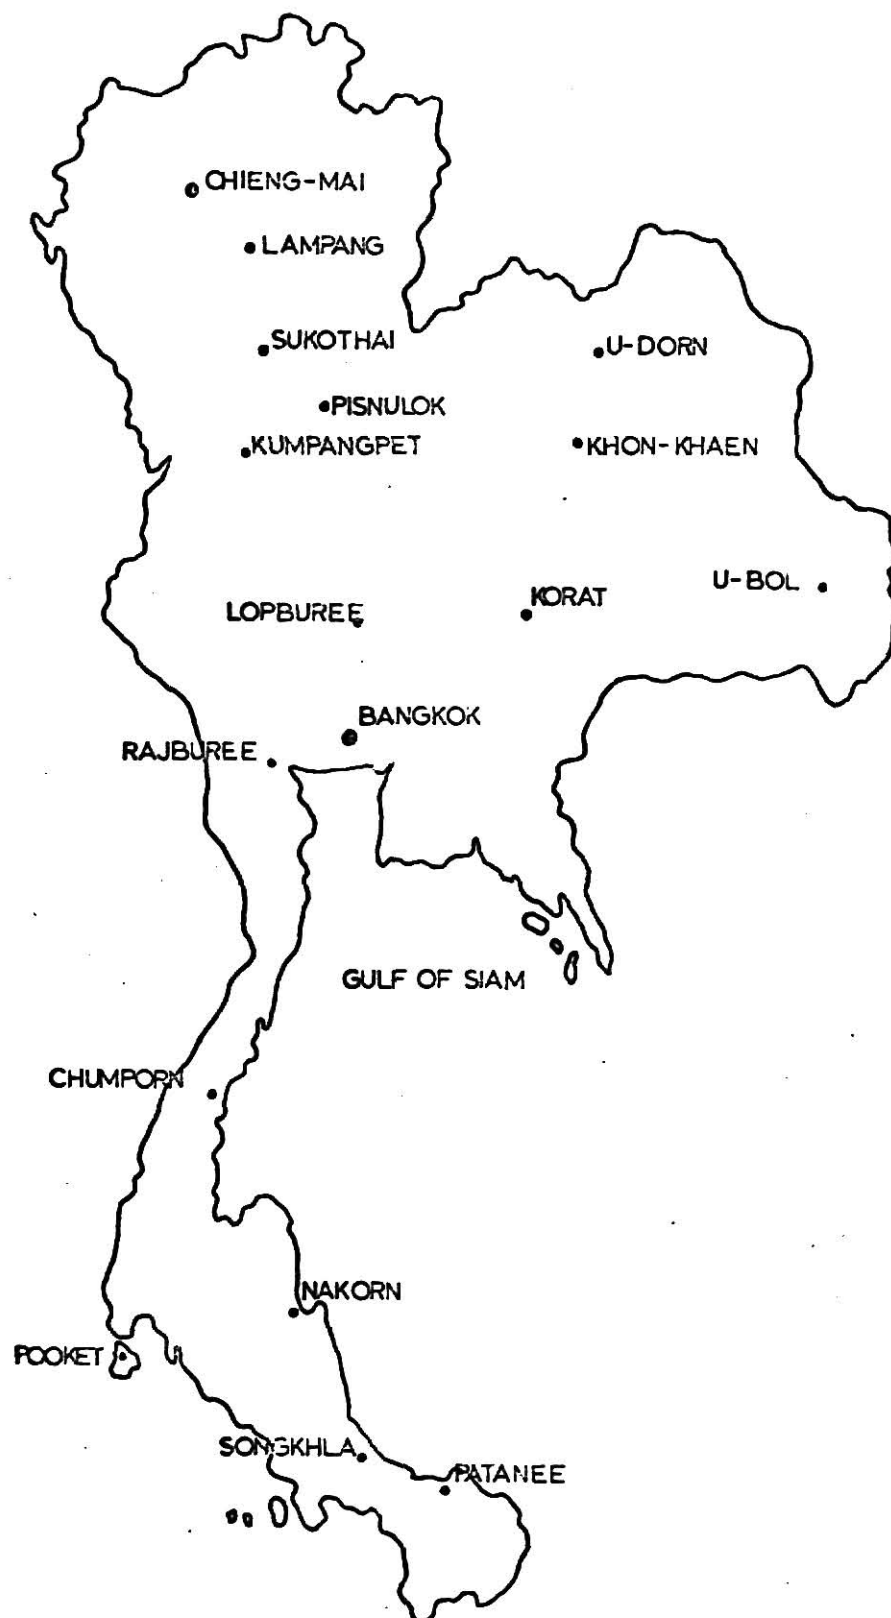 CHIENG-MAI
LAMPANG
SUKOTHAI
U-DORN
PISNULOK
KUMPANGPET
KHON-KHAEN
U-BOL
LOPBUREE
KORAT
BANGKOK
RAJBUREE
GULF OF SIAM
CHUMPORN
NAKORN
POOKET
SONGKHLA
PATANEE